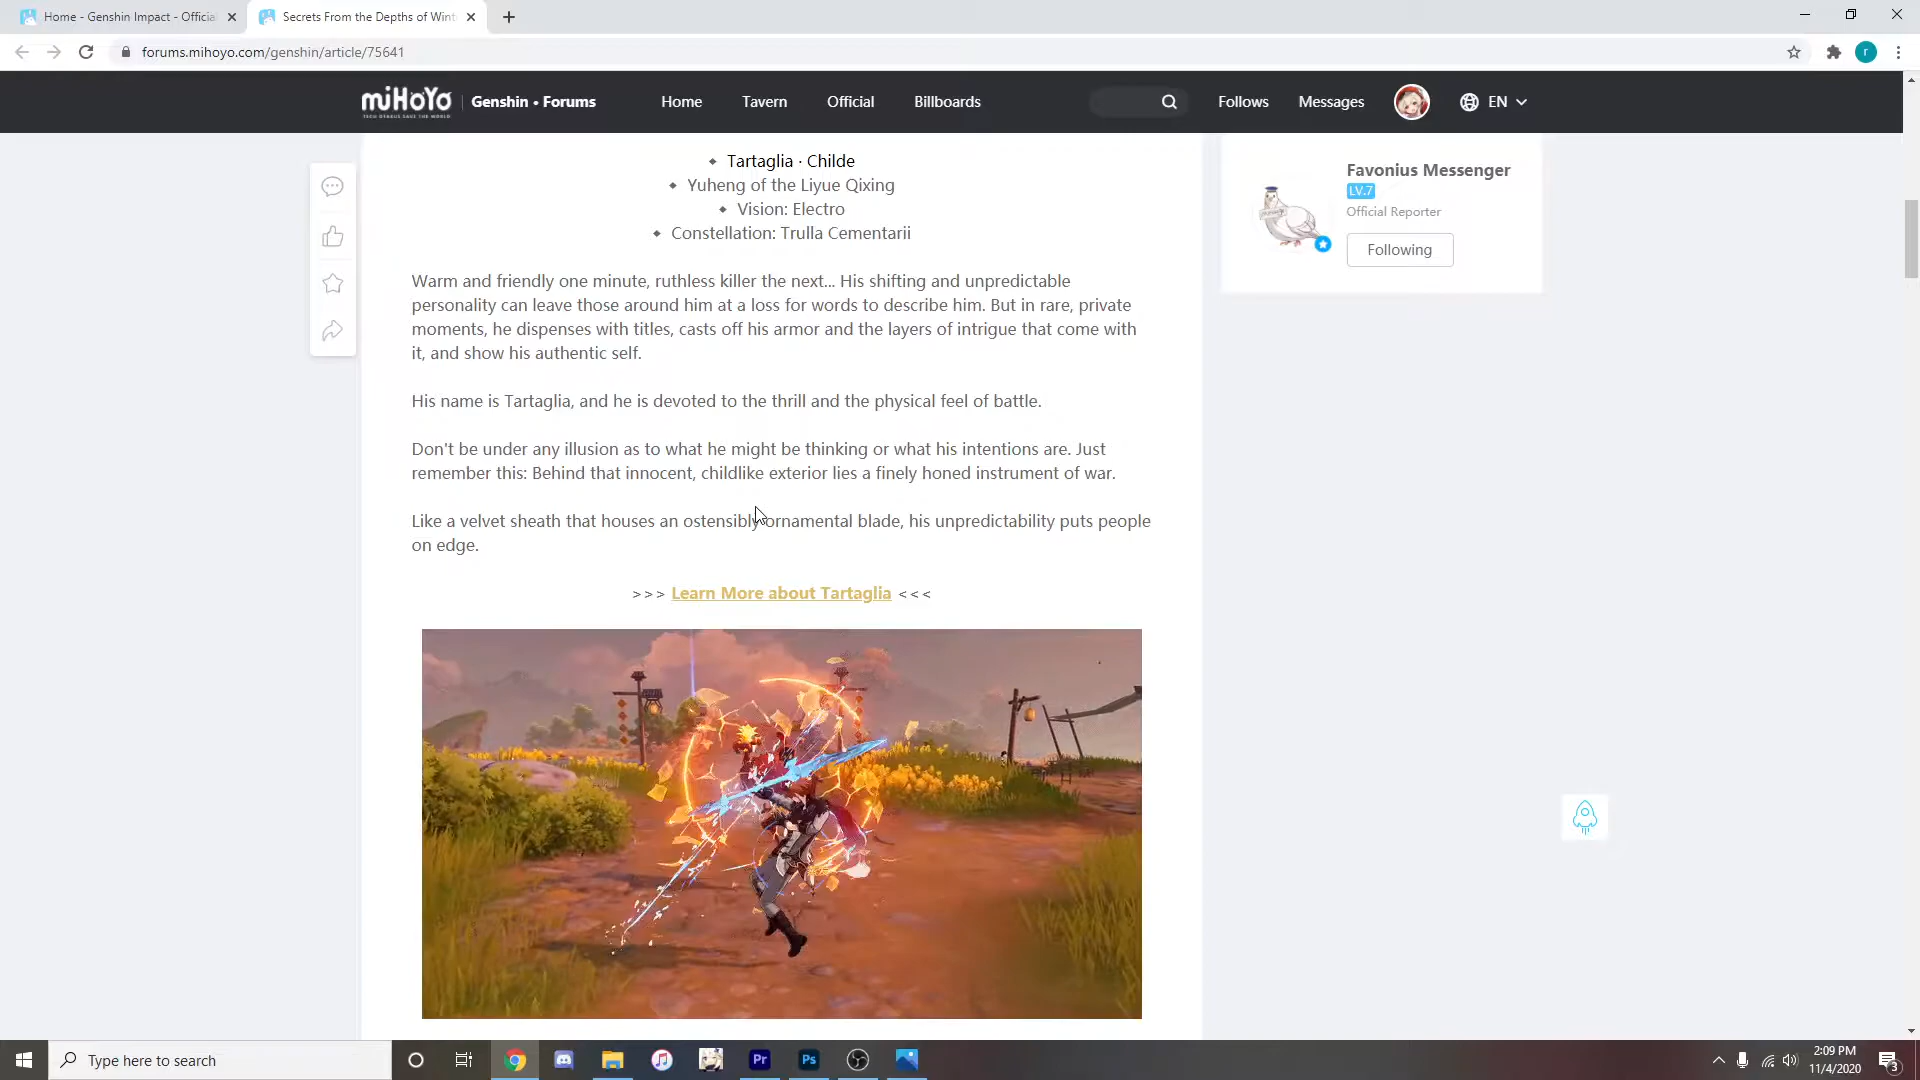 Home - Genshin Impact - Officia
Secrets From the Depths of Wint
forums.mihoyo.com/genshin/article/75641
r
miHoYo
TECH OTAKUS SAVE THE WORLD
Genshin • Forums
Home
Tavern
Official
Billboards
Follows
Messages
EN
◆ Tartaglia · Childe
◆ Yuheng of the Liyue Qixing
◆ Vision: Electro
◆ Constellation: Trulla Cementarii
Warm and friendly one minute, ruthless killer the next... His shifting and unpredictable
personality can leave those around him at a loss for words to describe him. But in rare, private
moments, he dispenses with titles, casts off his armor and the layers of intrigue that come with
it, and show his authentic self.
His name is Tartaglia, and he is devoted to the thrill and the physical feel of battle.
Don't be under any illusion as to what he might be thinking or what his intentions are. Just
remember this: Behind that innocent, childlike exterior lies a finely honed instrument of war.
Like a velvet sheath that houses an ostensibly ornamental blade, his unpredictability puts people
on edge.
>>> Learn More about Tartaglia <<<
Favonius Messenger
LV.7
Official Reporter
Following
Type here to search
Pr
Ps
2:09 PM
11/4/2020
3